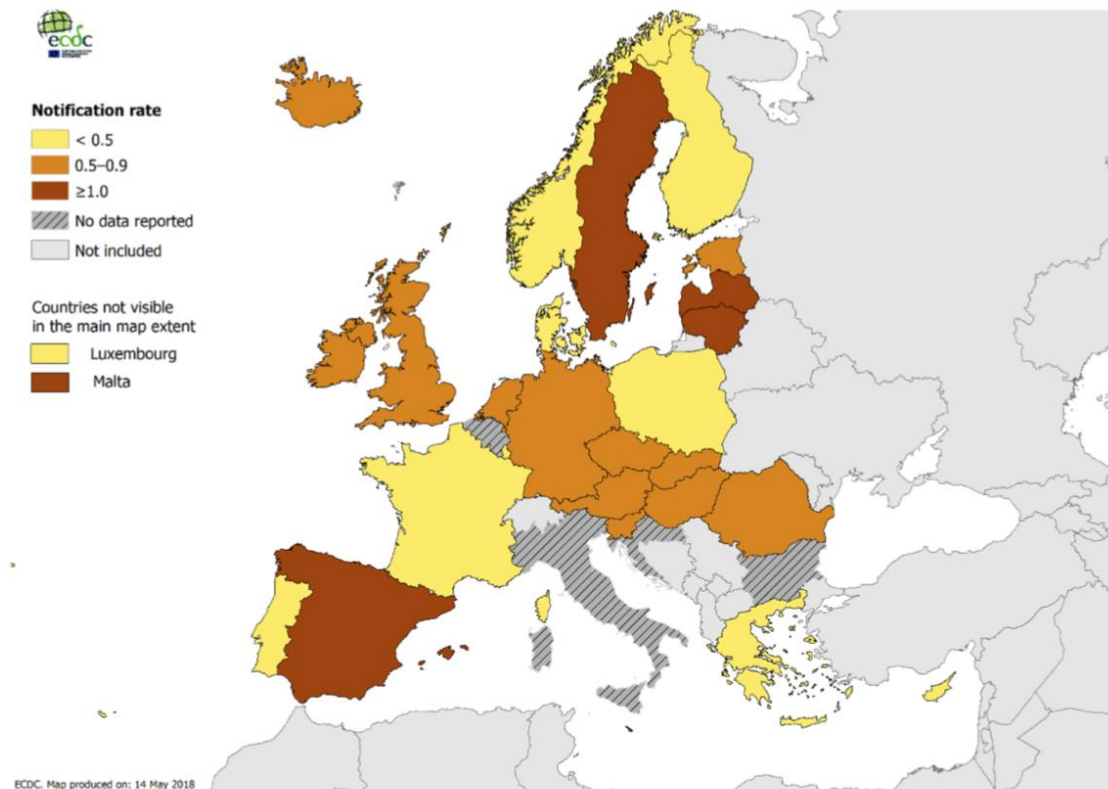 ecdc
Notification rate
< 0.5
0.5–0.9
≥1.0
No data reported
Not included
Countries not visible
in the main map extent
Luxembourg
Malta
ECDC. Map produced on: 14 May 2018